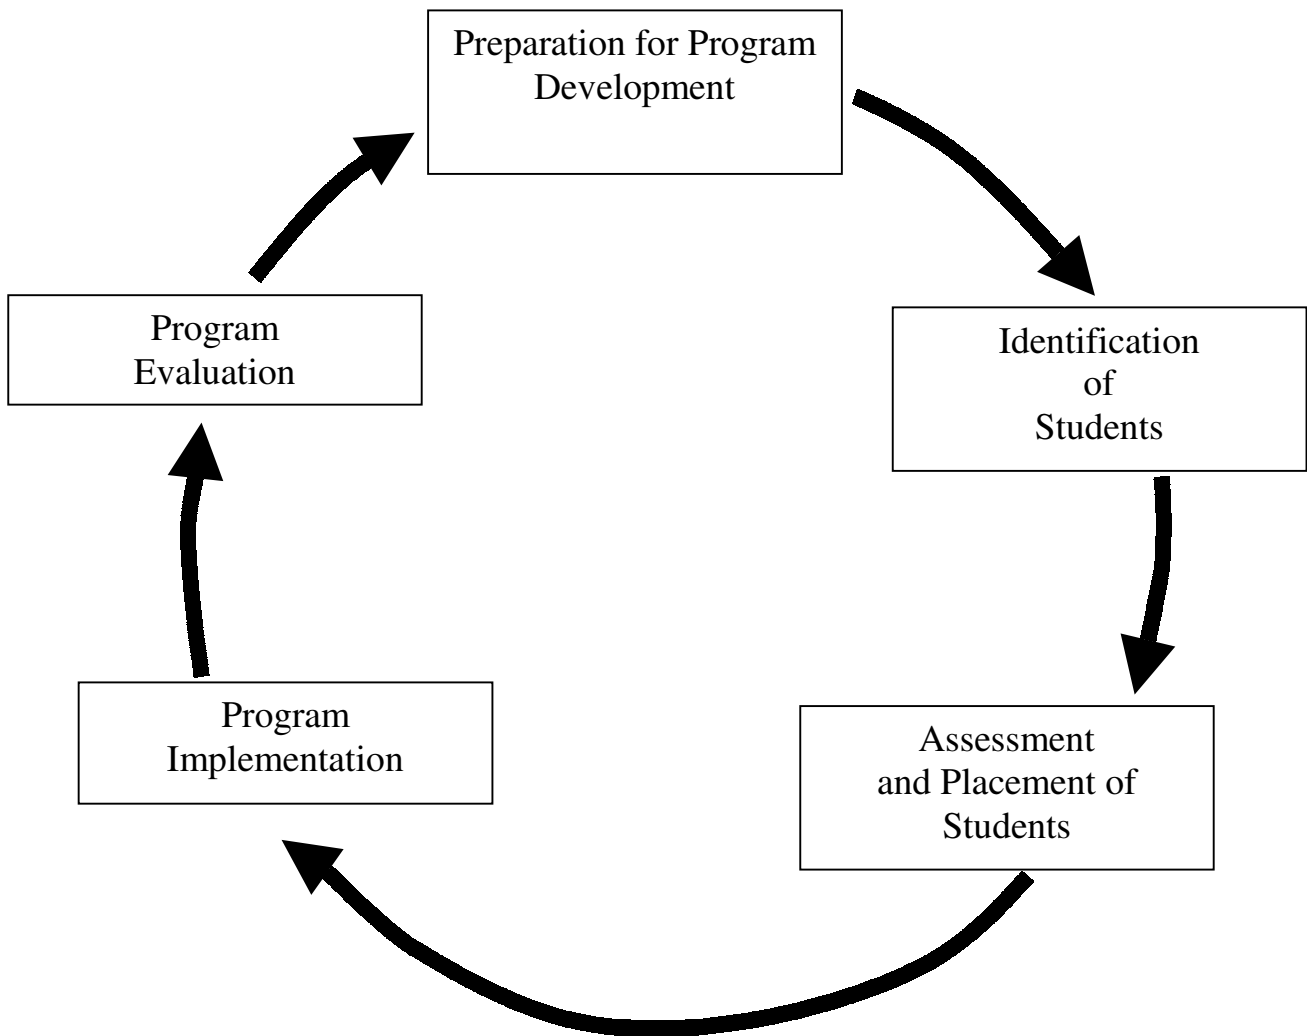 Preparation for Program
Development
Identification
of
Students
Assessment
and Placement of
Students
Program
Implementation
Program
Evaluation